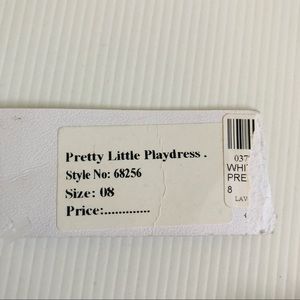 Pretty Little Playdress .
Style No: 68256
Size: 08
Price:.............
037
WHI
PRE
8
LAV